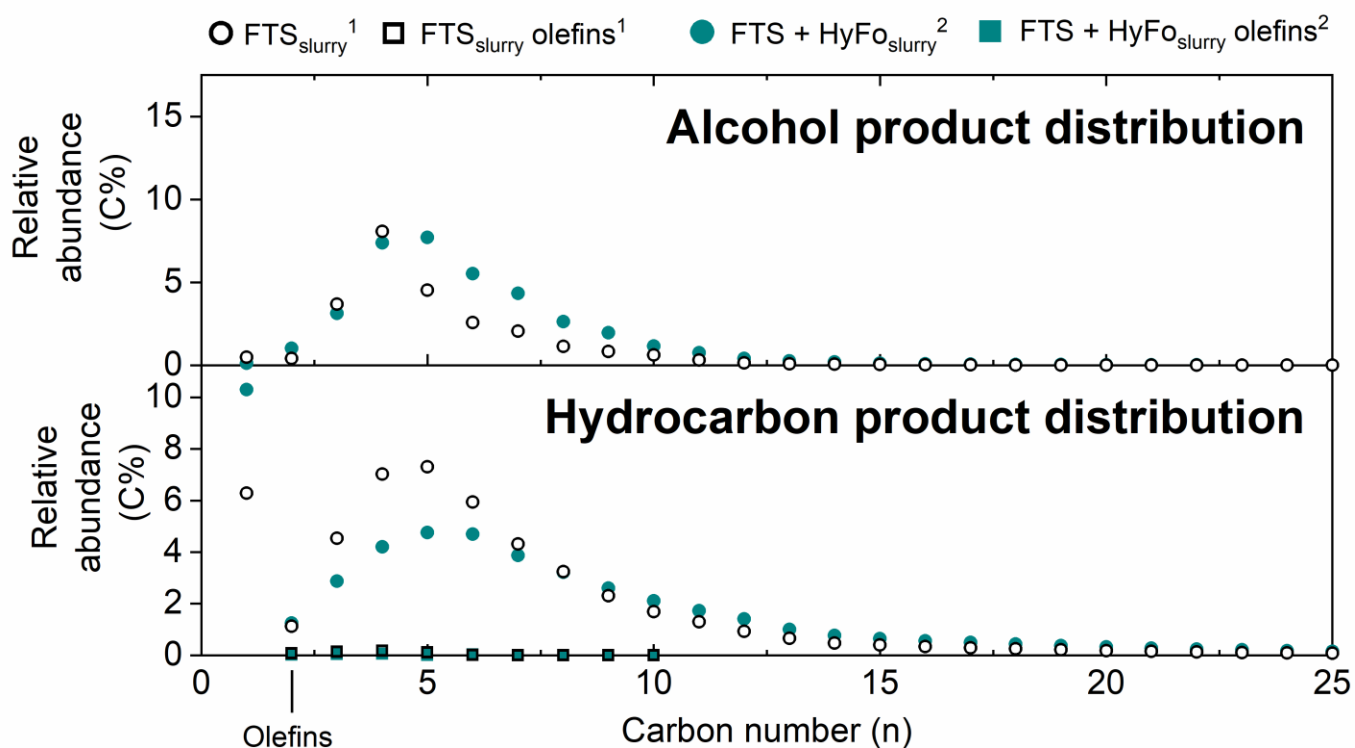 FTSslurry¹ FTSslurry olefins¹ FTS + HyFoslurry² FTS + HyFoslurry olefins²
Alcohol product distribution
Relative
abundance
(C%)
15
10
5
0
Hydrocarbon product distribution
Relative
abundance
(C%)
10
8
6
4
2
0
0 5 10 15 20 25
Olefins
Carbon number (n)